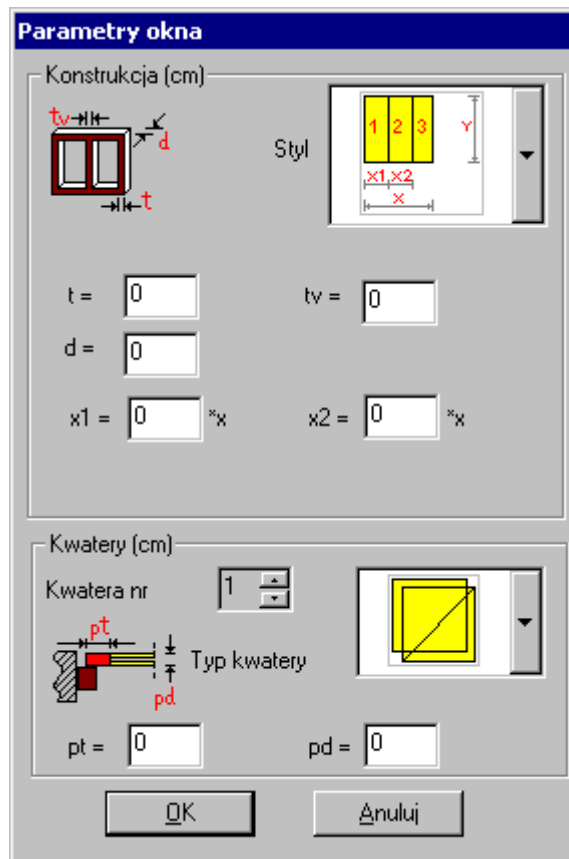 Parametry okna
Konstrukcja (cm)
tv
d
t
Styl
1 2 3 Y
x1 x2
x
t = 0
tv = 0
d = 0
x1 = 0 *x
x2 = 0 *x
Kwatery (cm)
Kwatera nr 1
pt
pd
Typ kwatery
pt = 0
pd = 0
OK
Anuluj